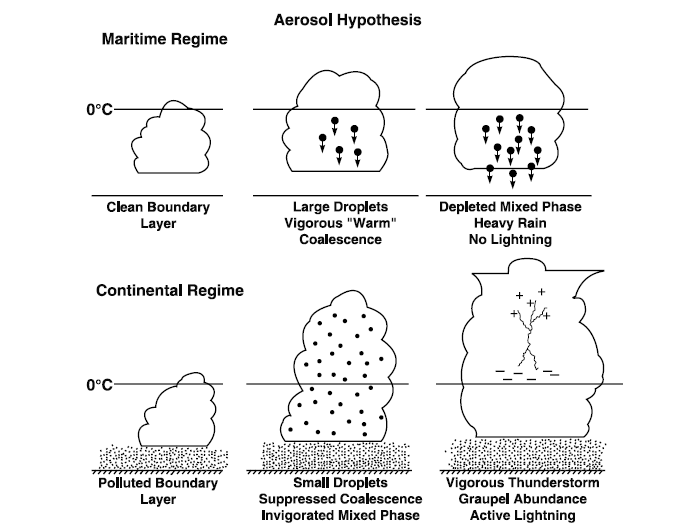 Aerosol Hypothesis
Maritime Regime
0°C
Clean Boundary
Layer
Large Droplets
Vigorous "Warm"
Coalescence
Depleted Mixed Phase
Heavy Rain
No Lightning
Continental Regime
+ +
+
+ +
0°C
Polluted Boundary
Layer
Small Droplets
Suppressed Coalescence
Invigorated Mixed Phase
Vigorous Thunderstorm
Graupel Abundance
Active Lightning